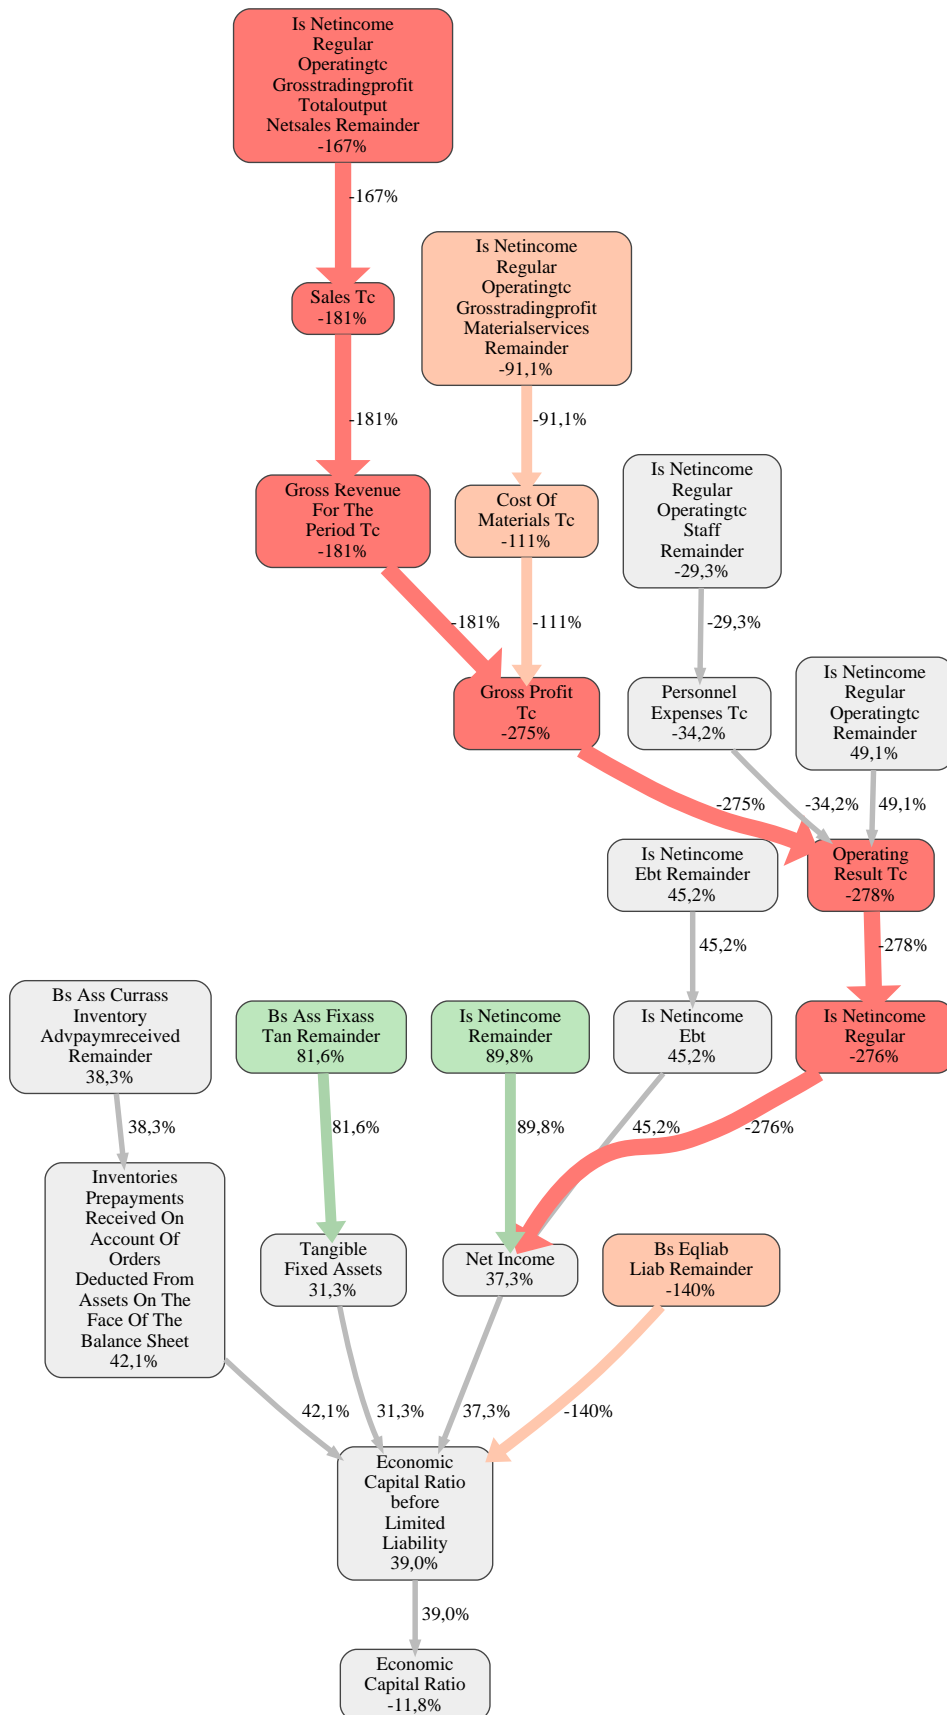 Is Netincome
Regular
Operatingtc
Grosstradingprofit
Totaloutput
Netsales Remainder
-167%
-167%
Sales Tc
-181%
Is Netincome
Regular
Operatingtc
Grosstradingprofit
Materialservices
Remainder
-91,1%
-181%
-91,1%
Gross Revenue
For The
Period Tc
-181%
Cost Of
Materials Tc
-111%
Is Netincome
Regular
Operatingtc
Staff
Remainder
-29,3%
-181%
-111%
-29,3%
Gross Profit
Tc
-275%
Personnel
Expenses Tc
-34,2%
Is Netincome
Regular
Operatingtc
Remainder
49,1%
-275%
-34,2%
49,1%
Is Netincome
Ebt Remainder
45,2%
Operating
Result Tc
-278%
45,2%
-278%
Bs Ass Currass
Inventory
Advpaymreceived
Remainder
38,3%
Bs Ass Fixass
Tan Remainder
81,6%
Is Netincome
Remainder
89,8%
Is Netincome
Ebt
45,2%
Is Netincome
Regular
-276%
38,3%
81,6%
89,8%
45,2%
-276%
Inventories
Prepayments
Received On
Account Of
Orders
Deducted From
Assets On The
Face Of The
Balance Sheet
42,1%
Tangible
Fixed Assets
31,3%
Net Income
37,3%
Bs Eqliab
Liab Remainder
-140%
42,1%
31,3%
37,3%
-140%
Economic
Capital Ratio
before
Limited
Liability
39,0%
39,0%
Economic
Capital Ratio
-11,8%